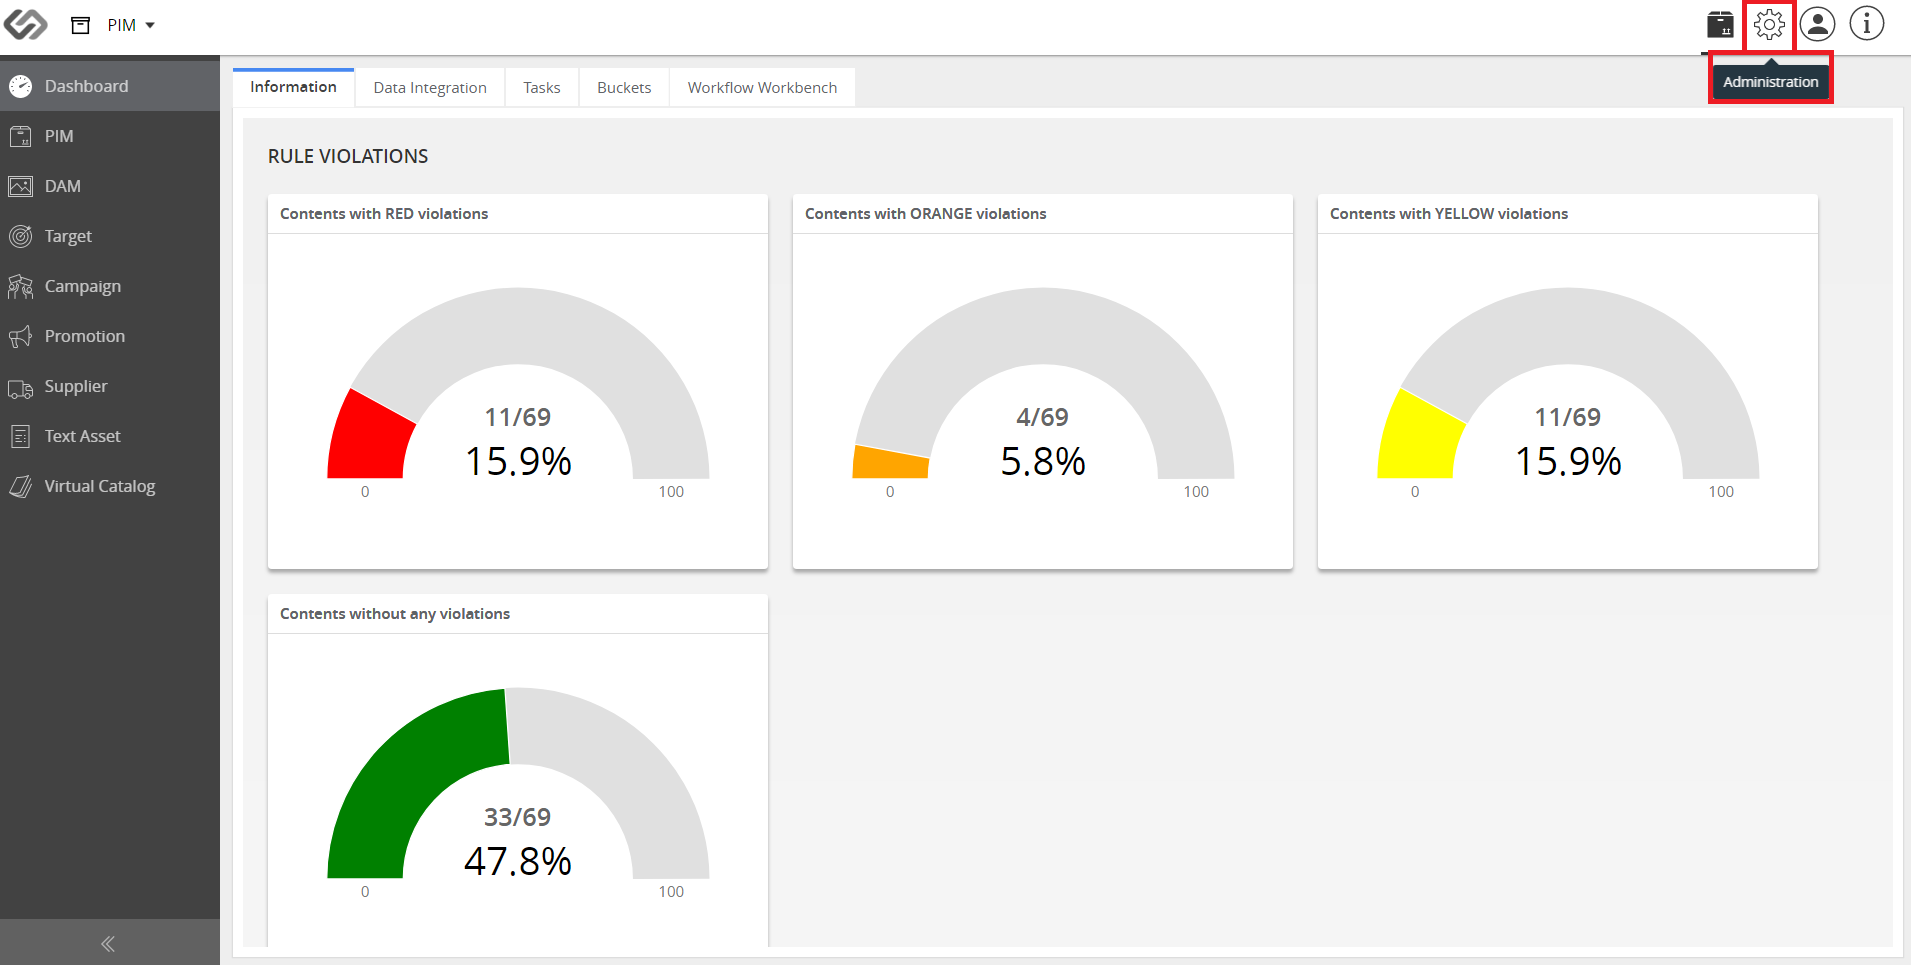 PIM
Administration
Dashboard
PIM
DAM
Target
Campaign
Promotion
Supplier
Text Asset
Virtual Catalog
Information
Data Integration
Tasks
Buckets
Workflow Workbench
RULE VIOLATIONS
Contents with RED violations
11/69
15.9%
0
100
Contents with ORANGE violations
4/69
5.8%
0
100
Contents with YELLOW violations
11/69
15.9%
0
100
Contents without any violations
33/69
47.8%
0
100